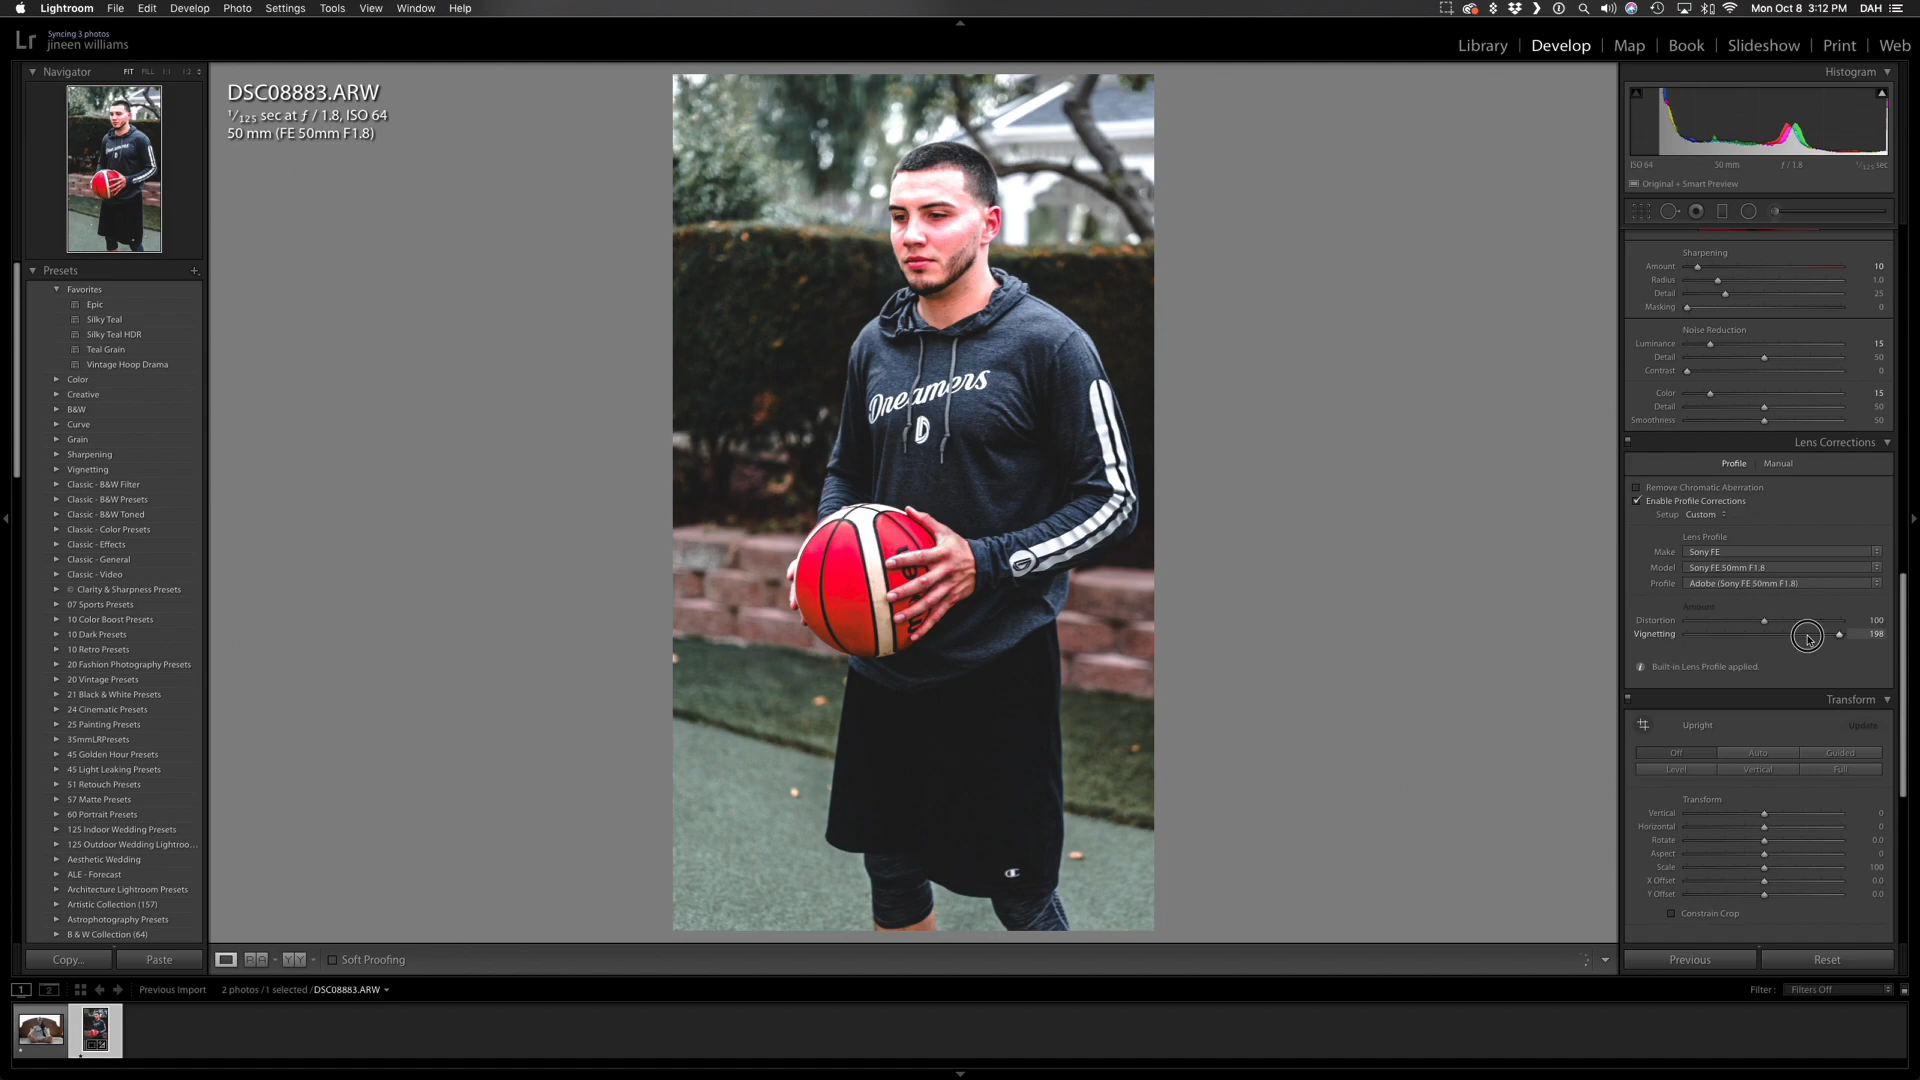 Lightroom File Edit Develop Photo Settings Tools View Window Help
Mon Oct 8 3:12 PM DAH
Lr Syncing 3 photos
jineen williams
Library Develop Map Book Slideshow Print Web
Navigator FIT FILL 1:1 1:2
Presets +
Favorites
Epic
Silky Teal
Silky Teal HDR
Teal Grain
Vintage Hoop Drama
Color
Creative
B&W
Curve
Grain
Sharpening
Vignetting
Classic - B&W Filter
Classic - B&W Presets
Classic - B&W Toned
Classic - Color Presets
Classic - Effects
Classic - General
Classic - Video
© Clarity & Sharpness Presets
07 Sports Presets
10 Color Boost Presets
10 Dark Presets
10 Retro Presets
20 Fashion Photography Presets
20 Vintage Presets
21 Black & White Presets
24 Cinematic Presets
25 Painting Presets
35mmLRPresets
45 Golden Hour Presets
45 Light Leaking Presets
51 Retouch Presets
57 Matte Presets
60 Portrait Presets
125 Indoor Wedding Presets
125 Outdoor Wedding Lightroo...
Aesthetic Wedding
ALE - Forecast
Architecture Lightroom Presets
Artistic Collection (157)
Astrophotography Presets
B & W Collection (64)
Copy... Paste
DSC08883.ARW
1/125 sec at ƒ / 1.8, ISO 64
50 mm (FE 50mm F1.8)
Dreamers
D
Histogram
ISO 64 50 mm ƒ / 1.8 1/125 sec
Original + Smart Preview
Sharpening
Amount 10
Radius 1.0
Detail 25
Masking 0
Noise Reduction
Luminance 15
Detail 50
Contrast 0
Color 15
Detail 50
Smoothness 50
Lens Corrections
Profile Manual
Remove Chromatic Aberration
Enable Profile Corrections
Setup Custom
Lens Profile
Make Sony FE
Model Sony FE 50mm F1.8
Profile Adobe (Sony FE 50mm F1.8)
Amount
Distortion 100
Vignetting 198
i Built-in Lens Profile applied.
Transform
Upright Update
Off Auto Guided
Level Vertical Full
Transform
Vertical 0
Horizontal 0
Rotate 0.0
Aspect 0
Scale 100
X Offset 0.0
Y Offset 0.0
Constrain Crop
Previous Reset
BA YY Soft Proofing
1 2 Previous Import 2 photos / 1 selected / DSC08883.ARW
Filter : Filters Off